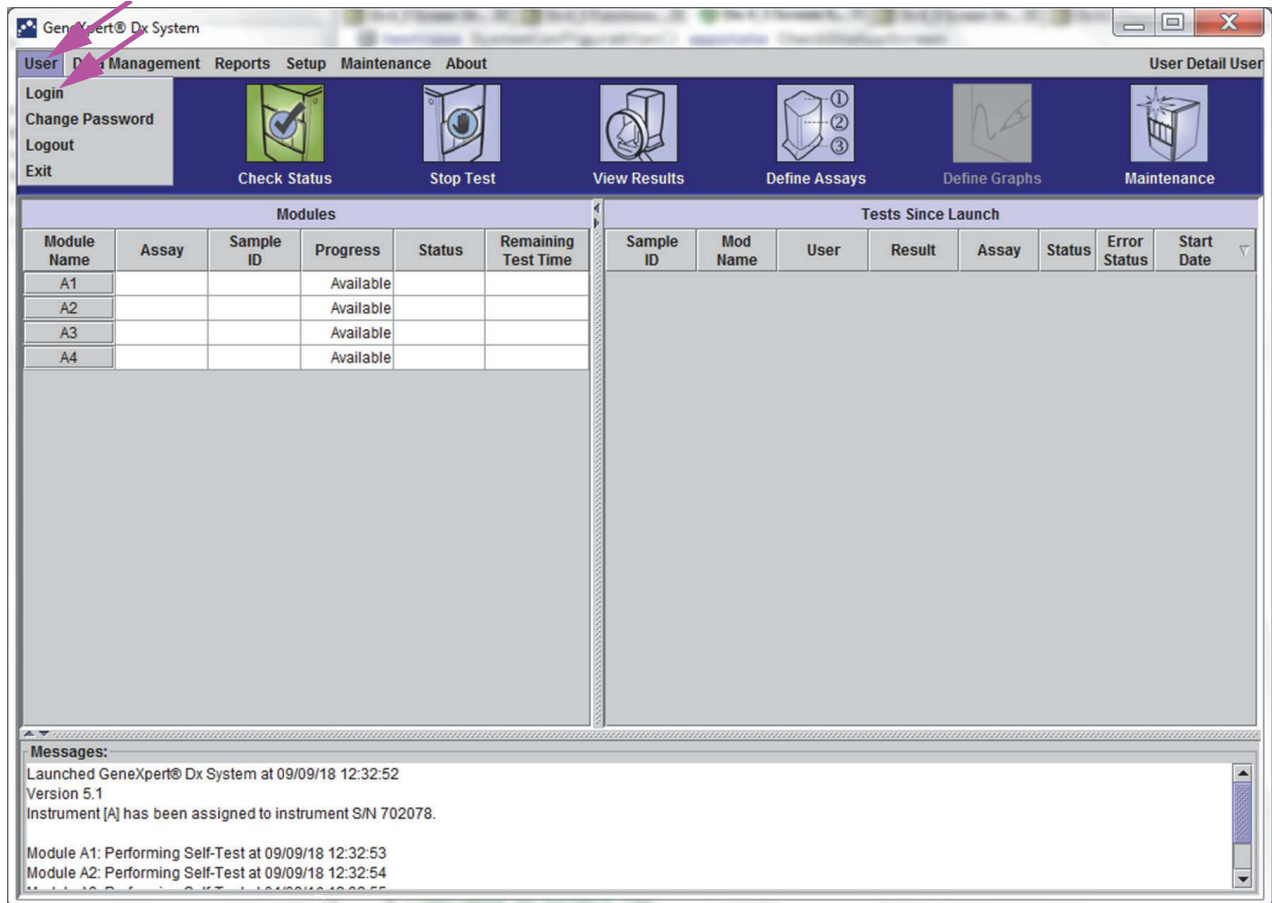 GeneXpert® Dx System
User Data Management Reports Setup Maintenance About User Detail User
Login
Change Password
Logout
Exit
Check Status Stop Test View Results Define Assays Define Graphs Maintenance
Modules
Tests Since Launch
Module Name Assay Sample ID Progress Status Remaining Test Time
Sample ID Mod Name User Result Assay Status Error Status Start Date
A1 Available
A2 Available
A3 Available
A4 Available
Messages:
Launched GeneXpert® Dx System at 09/09/18 12:32:52
Version 5.1
Instrument [A] has been assigned to instrument S/N 702078.
Module A1: Performing Self-Test at 09/09/18 12:32:53
Module A2: Performing Self-Test at 09/09/18 12:32:54